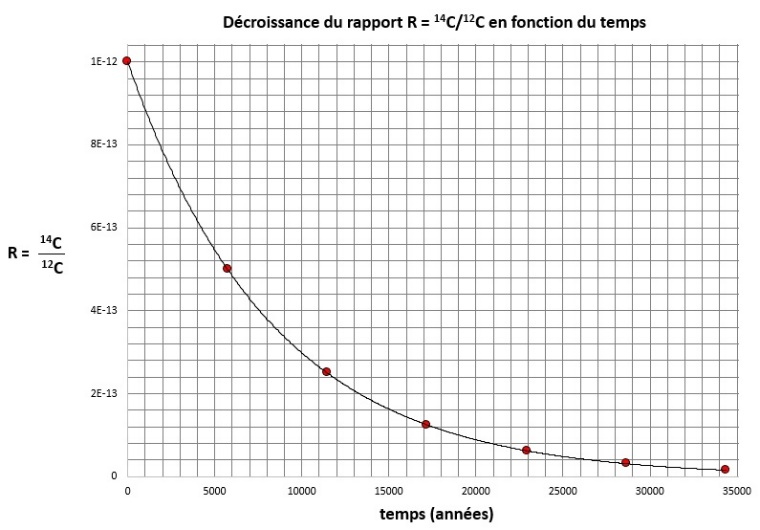 Décroissance du rapport R = ¹⁴C/¹²C en fonction du temps
1E-12
8E-13
6E-13
R = ¹⁴C
¹²C
4E-13
2E-13
0
0 5000 10000 15000 20000 25000 30000 35000
temps (années)